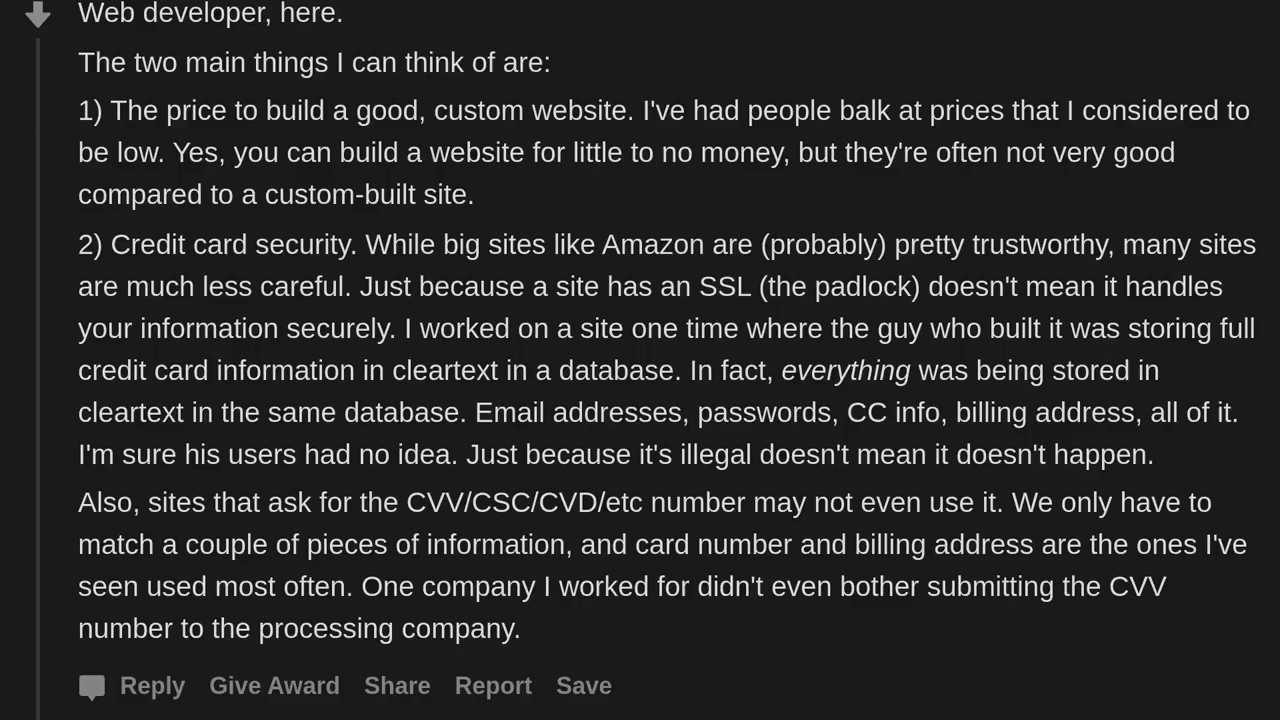 Web developer, here.
The two main things I can think of are:
1) The price to build a good, custom website. I've had people balk at prices that I considered to
be low. Yes, you can build a website for little to no money, but they're often not very good
compared to a custom-built site.
2) Credit card security. While big sites like Amazon are (probably) pretty trustworthy, many sites
are much less careful. Just because a site has an SSL (the padlock) doesn't mean it handles
your information securely. I worked on a site one time where the guy who built it was storing full
credit card information in cleartext in a database. In fact, everything was being stored in
cleartext in the same database. Email addresses, passwords, CC info, billing address, all of it.
I'm sure his users had no idea. Just because it's illegal doesn't mean it doesn't happen.
Also, sites that ask for the CVV/CSC/CVD/etc number may not even use it. We only have to
match a couple of pieces of information, and card number and billing address are the ones I've
seen used most often. One company I worked for didn't even bother submitting the CVV
number to the processing company.
Reply Give Award Share Report Save